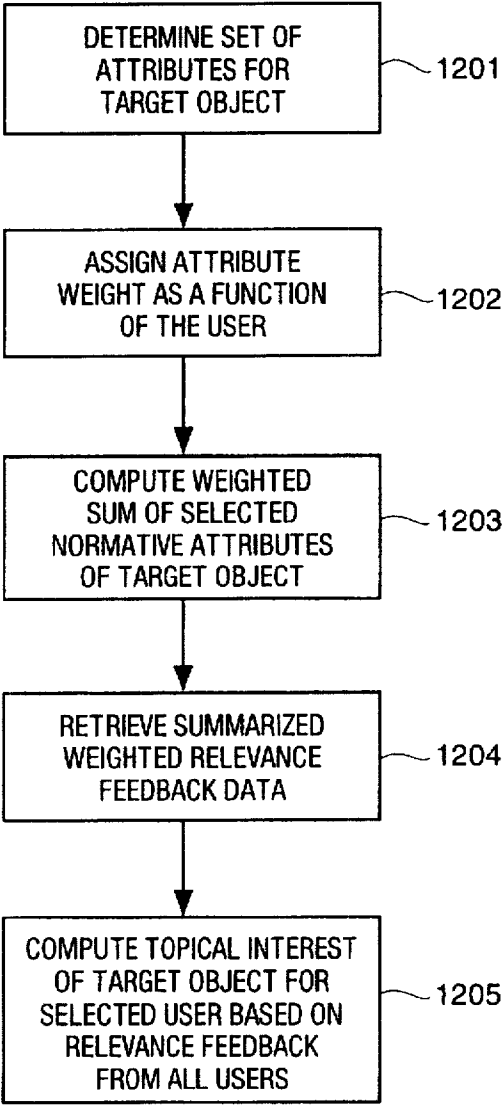 DETERMINE SET OF
ATTRIBUTES FOR
TARGET OBJECT
1201
ASSIGN ATTRIBUTE
WEIGHT AS A FUNCTION
OF THE USER
1202
COMPUTE WEIGHTED
SUM OF SELECTED
NORMATIVE ATTRIBUTES
OF TARGET OBJECT
1203
RETRIEVE SUMMARIZED
WEIGHTED RELEVANCE
FEEDBACK DATA
1204
COMPUTE TOPICAL INTEREST
OF TARGET OBJECT FOR
SELECTED USER BASED ON
RELEVANCE FEEDBACK
FROM ALL USERS
1205